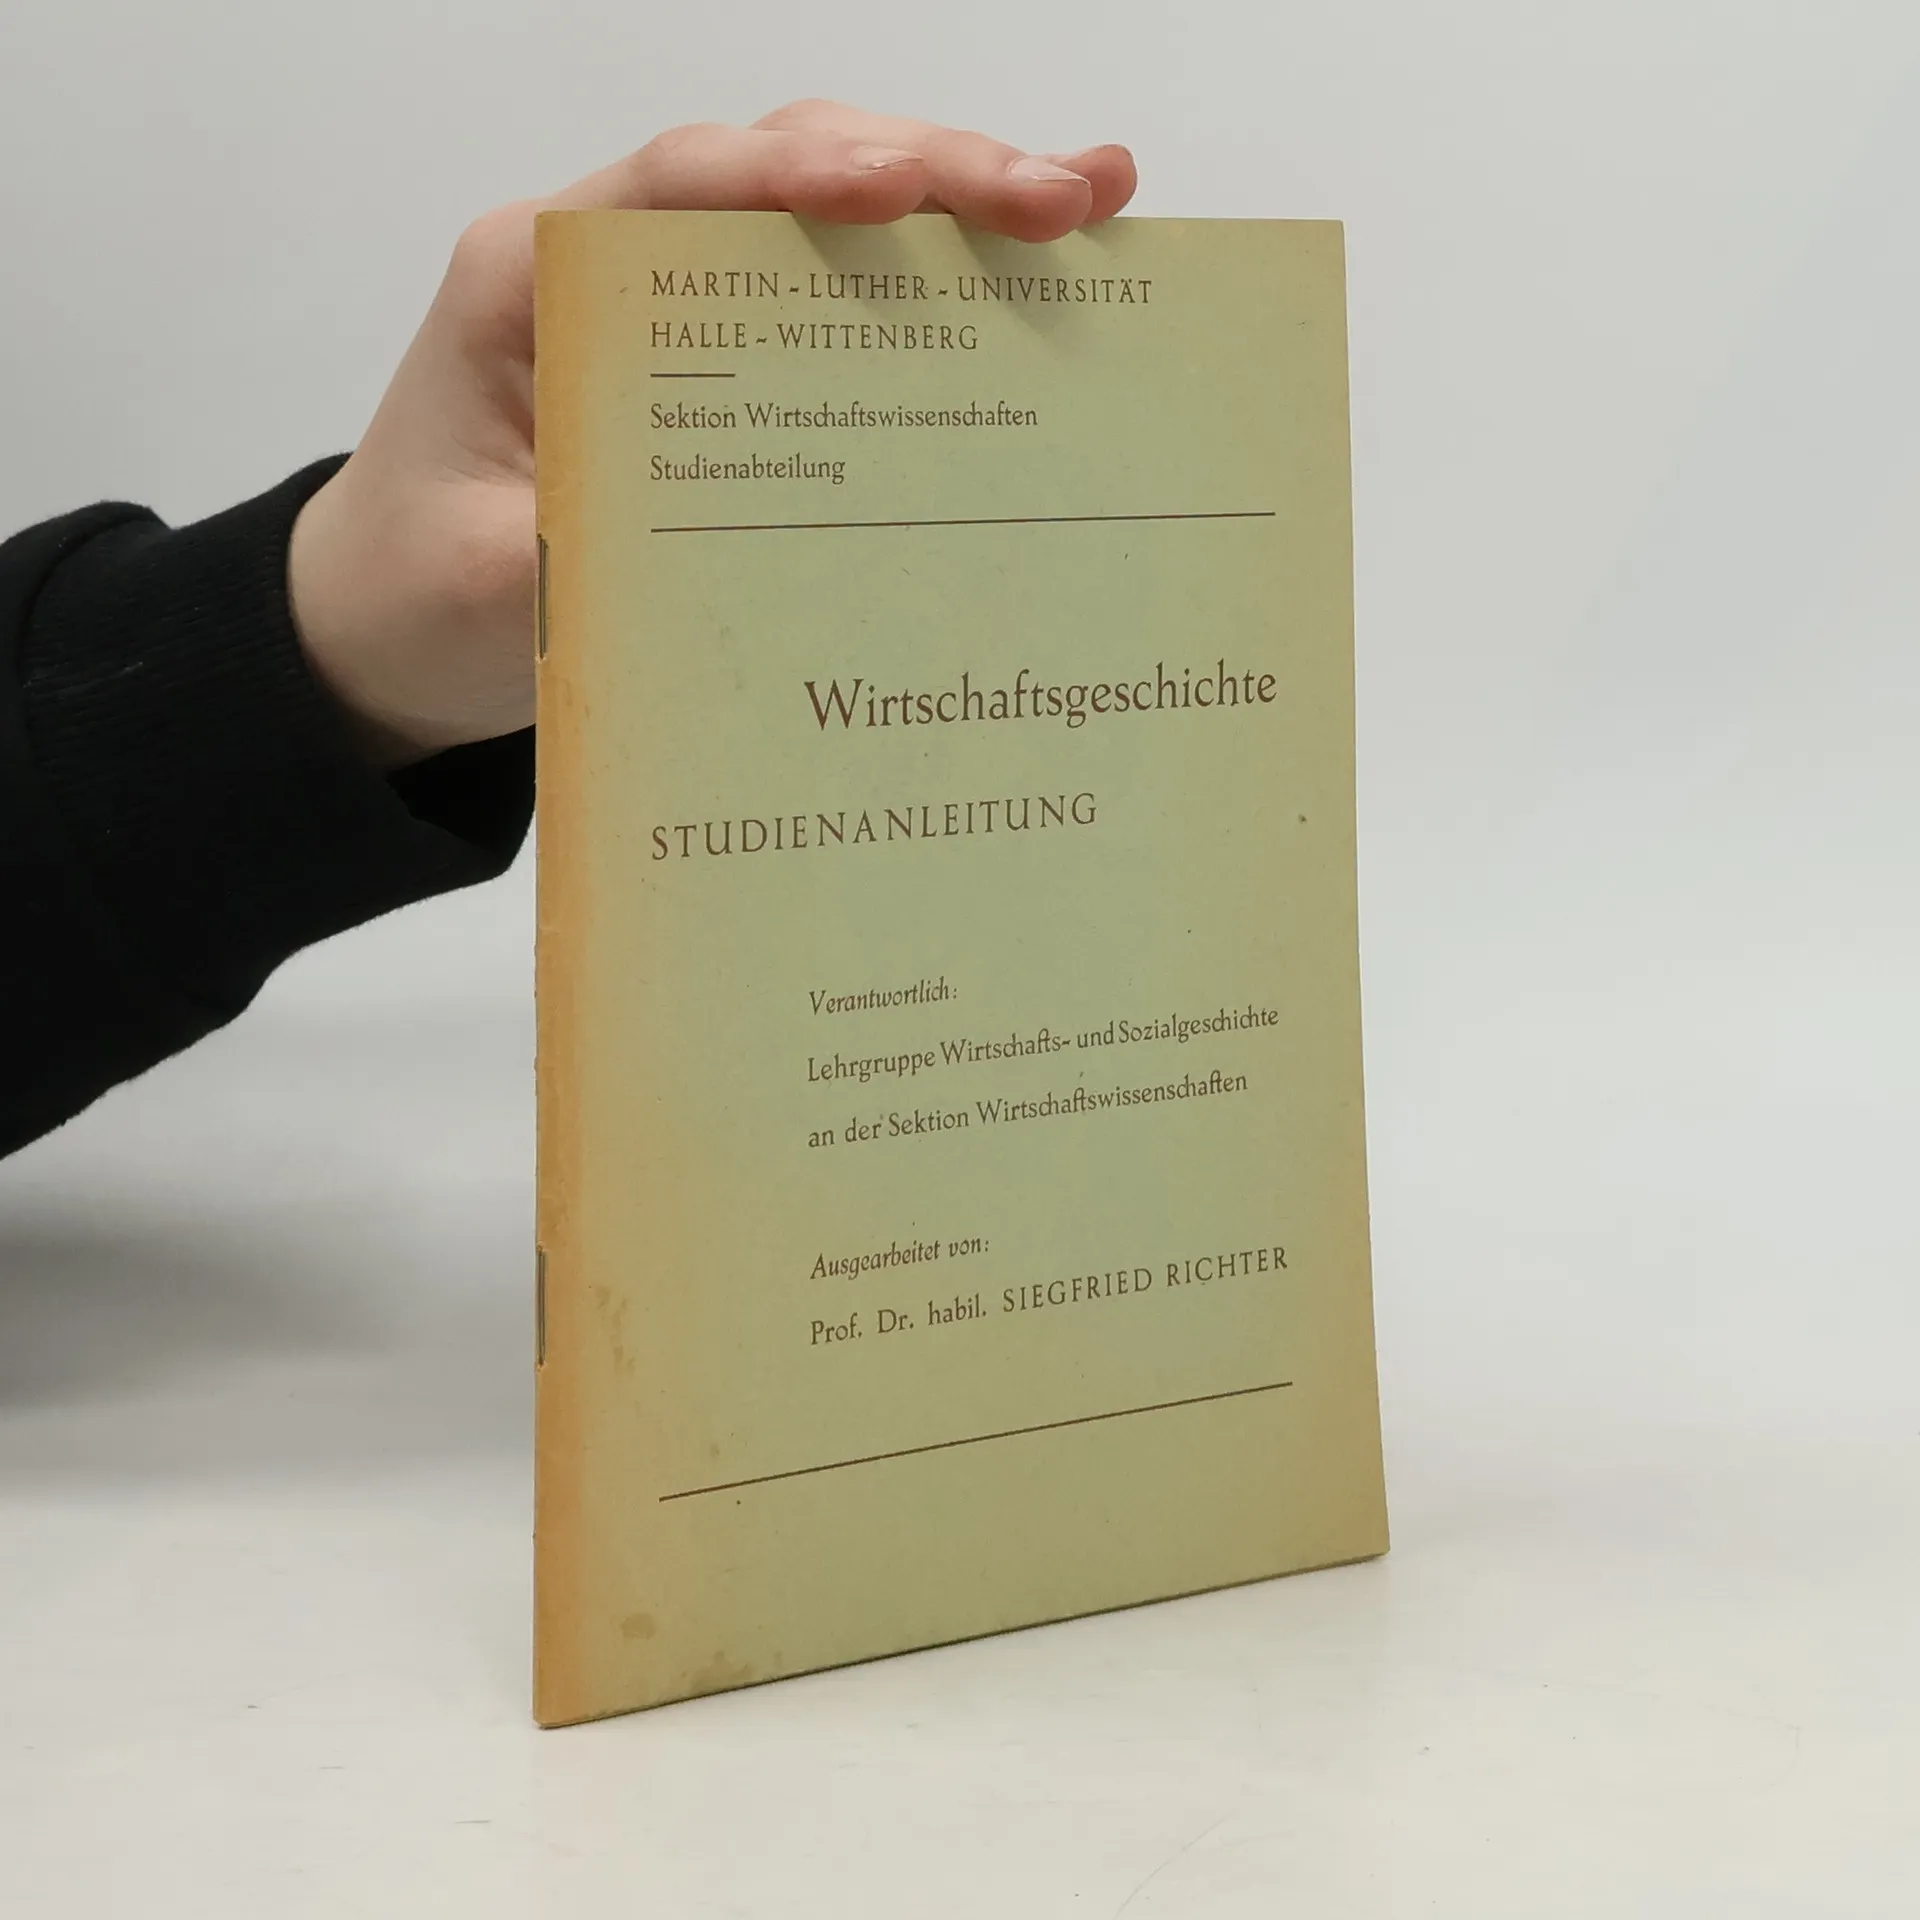 MARTIN-LUTHER-UNIVERSITÄT
HALLE-WITTENBERG
Sektion Wirtschaftswissenschaften
Studienabteilung
Wirtschaftsgeschichte
STUDIENANLEITUNG
Verantwortlich:
Lehrgruppe Wirtschafts- und Sozialgeschichte
an der Sektion Wirtschaftswissenschaften
Ausgearbeitet von:
Prof. Dr. habil. SIEGFRIED RICHTER